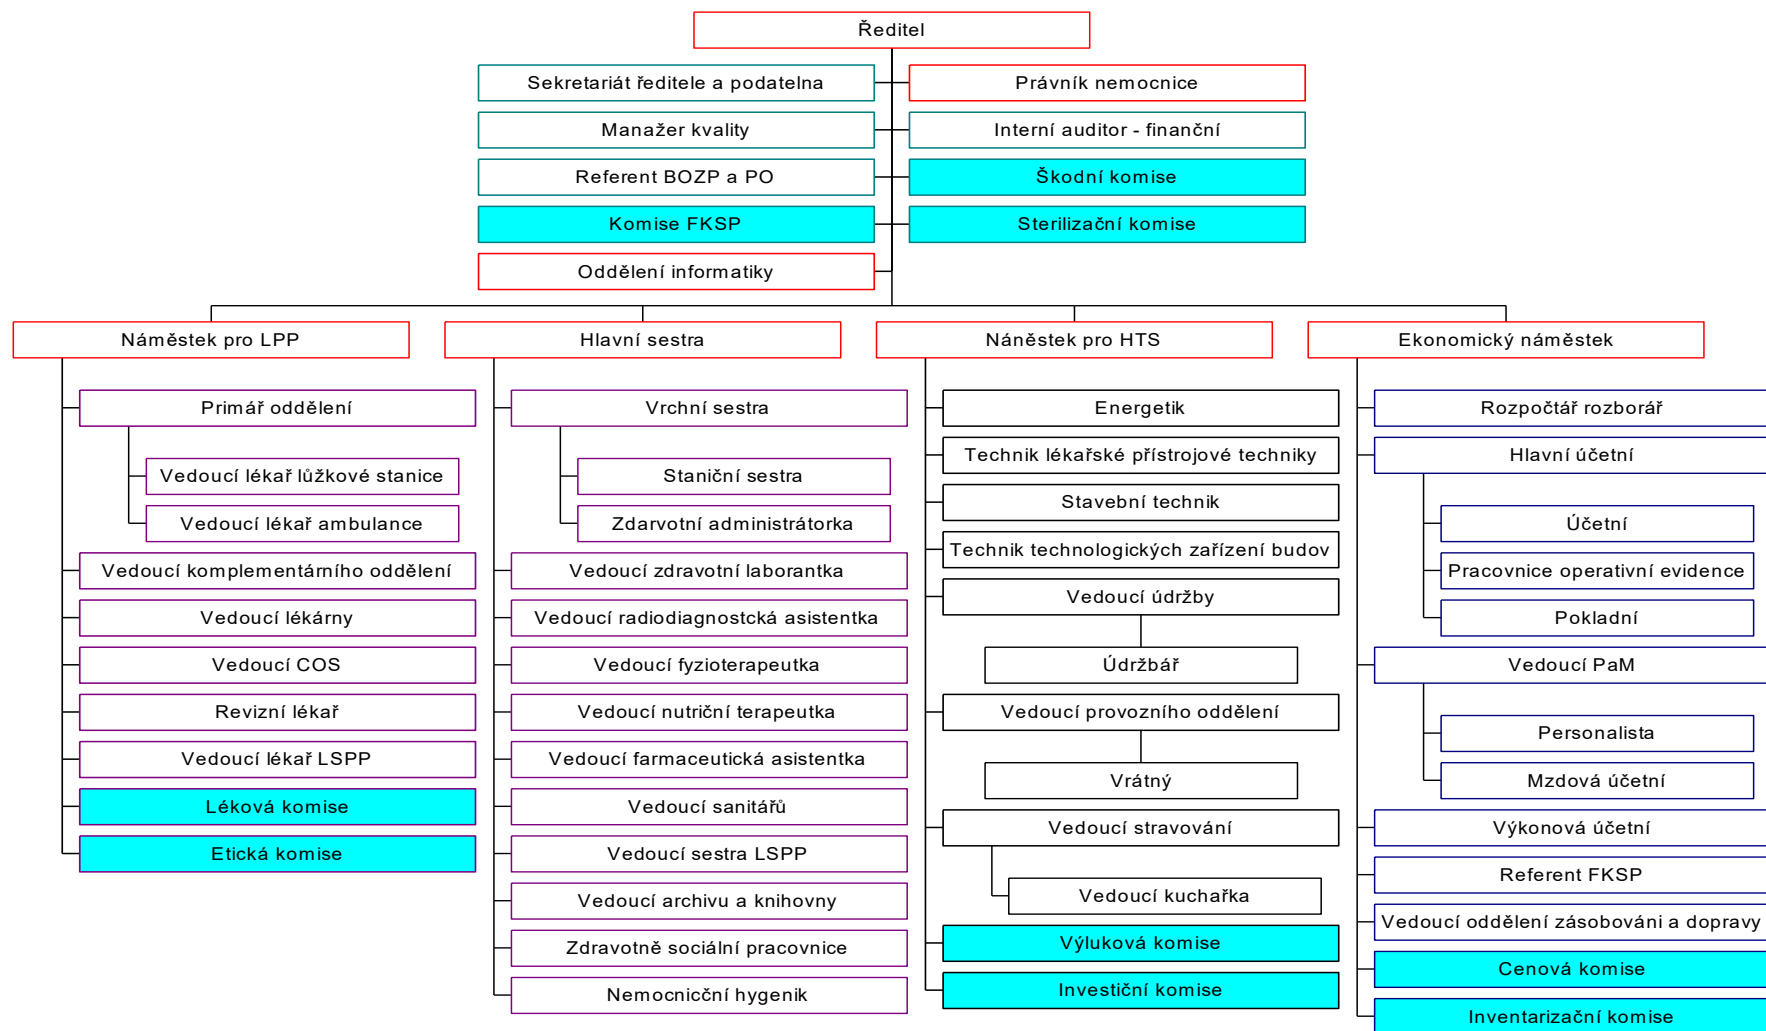 Ředitel
Sekretariát ředitele a podatelna
Právník nemocnice
Manažer kvality
Interní auditor - finanční
Referent BOZP a PO
Škodní komise
Komise FKSP
Sterilizační komise
Oddělení informatiky
Náměstek pro LPP
Hlavní sestra
Náněstek pro HTS
Ekonomický náměstek
Primář oddělení
Vedoucí lékař lůžkové stanice
Vedoucí lékař ambulance
Vedoucí komplementárního oddělení
Vedoucí lékárny
Vedoucí COS
Revizní lékař
Vedoucí lékař LSPP
Léková komise
Etická komise
Vrchní sestra
Staniční sestra
Zdarvotní administrátorka
Vedoucí zdravotní laborantka
Vedoucí radiodiagnostcká asistentka
Vedoucí fyzioterapeutka
Vedoucí nutriční terapeutka
Vedoucí farmaceutická asistentka
Vedoucí sanitářů
Vedoucí sestra LSPP
Vedoucí archivu a knihovny
Zdravotně sociální pracovnice
Nemocnicční hygenik
Energetik
Technik lékařské přístrojové techniky
Stavební technik
Technik technologických zařízení budov
Vedoucí údržby
Údržbář
Vedoucí provozního oddělení
Vrátný
Vedoucí stravování
Vedoucí kuchařka
Výluková komise
Investiční komise
Rozpočtář rozborář
Hlavní účetní
Účetní
Pracovnice operativní evidence
Pokladní
Vedoucí PaM
Personalista
Mzdová účetní
Výkonová účetní
Referent FKSP
Vedoucí oddělení zásobováni a dopravy
Cenová komise
Inventarizační komise